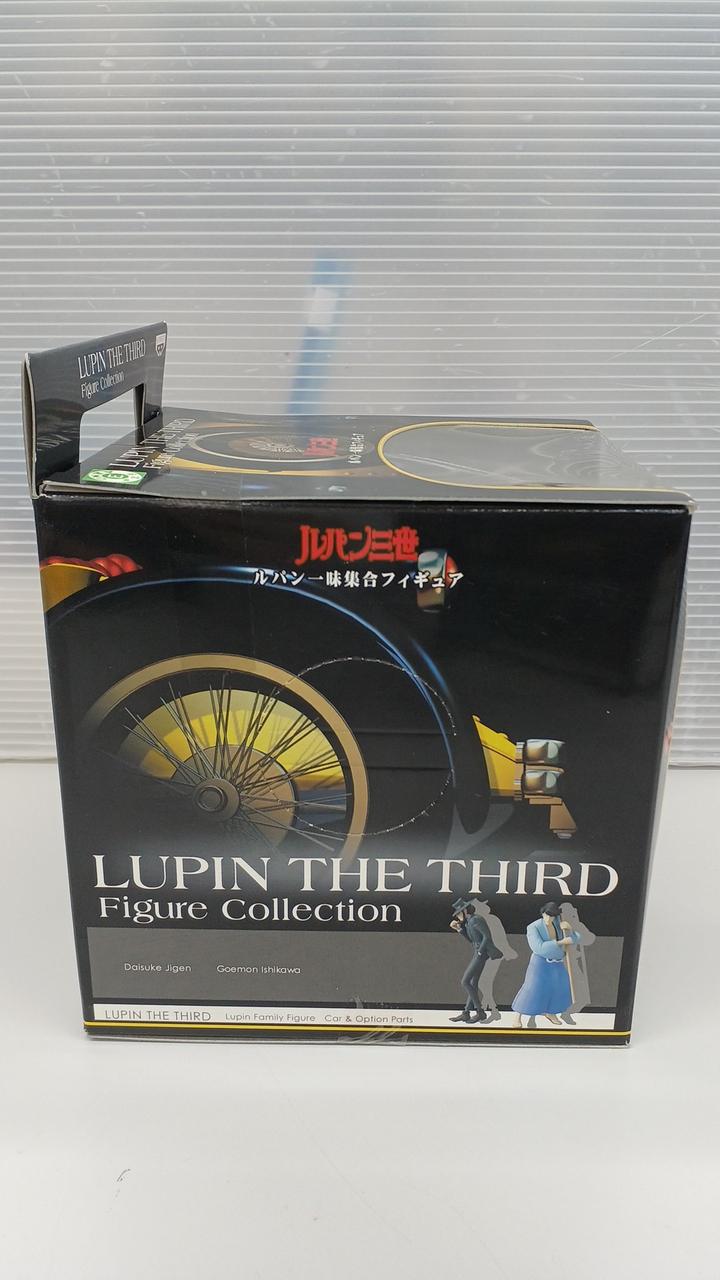 LUPIN THE THIRD
Figure Collection
LUPIN THE THIRD
Figure Collection
ルパン三世
ルパン一味集合フィギュア
LUPIN THE THIRD
Figure Collection
Daisuke Jigen Goemon Ishikawa
LUPIN THE THIRD Lupin Family Figure Car & Option Parts